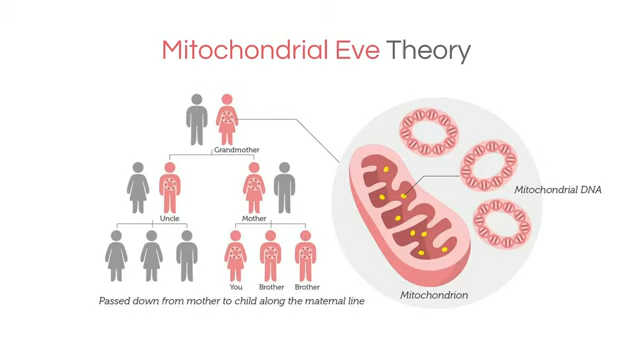 Mitochondrial Eve Theory
Grandmother
Uncle
Mother
You
Brother
Brother
Passed down from mother to child along the maternal line
Mitochondrial DNA
Mitochondrion